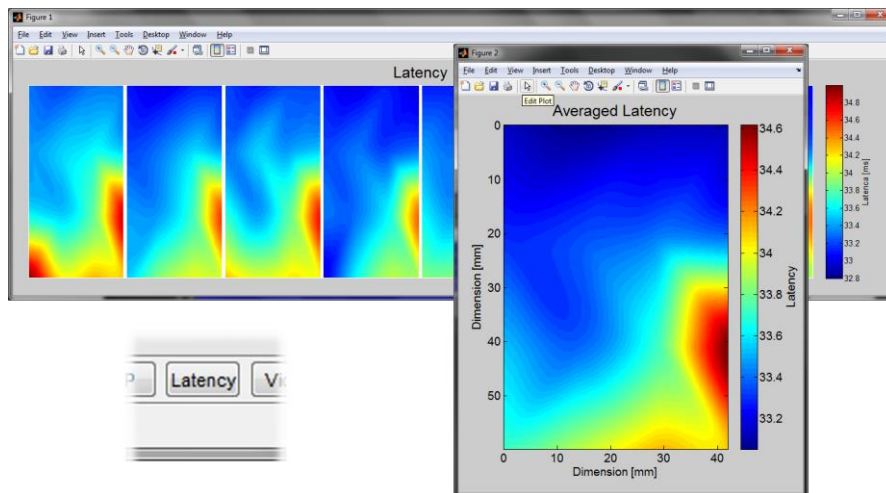 Figure 1
File Edit View Insert Tools Desktop Window Help
Latency
34.8
34.6
34.4
34.2
34
33.8
33.6
33.4
33.2
33
32.8
Latenca [ms]
Figure 2
File Edit View Insert Tools Desktop Window Help
Edit Plot
Averaged Latency
0
10
20
30
40
50
Dimension [mm]
0 10 20 30 40
Dimension [mm]
34.6
34.4
34.2
34
33.8
33.6
33.4
33.2
Latency
P Latency Vi